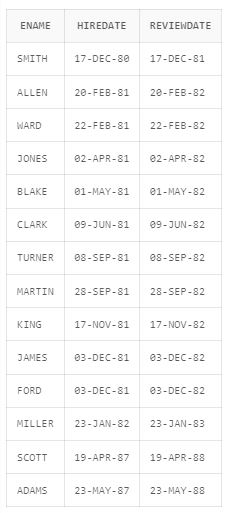 ENAME HIREDATE REVIEWDATE
SMITH 17-DEC-80 17-DEC-81
ALLEN 20-FEB-81 20-FEB-82
WARD 22-FEB-81 22-FEB-82
JONES 02-APR-81 02-APR-82
BLAKE 01-MAY-81 01-MAY-82
CLARK 09-JUN-81 09-JUN-82
TURNER 08-SEP-81 08-SEP-82
MARTIN 28-SEP-81 28-SEP-82
KING 17-NOV-81 17-NOV-82
JAMES 03-DEC-81 03-DEC-82
FORD 03-DEC-81 03-DEC-82
MILLER 23-JAN-82 23-JAN-83
SCOTT 19-APR-87 19-APR-88
ADAMS 23-MAY-87 23-MAY-88